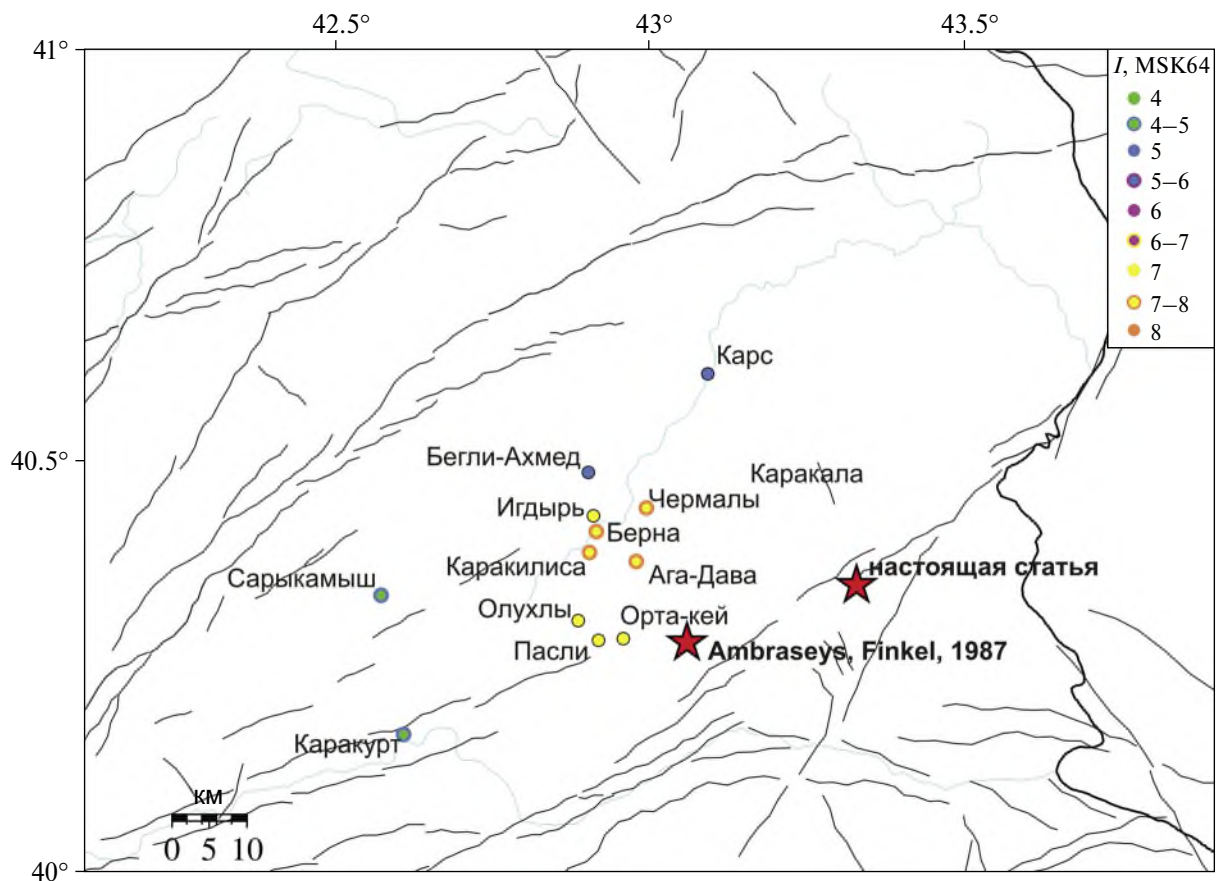 42.5° 43° 43.5°
41°
I, MSK64
4
4–5
5
5–6
6
6–7
7
7–8
8
Карс
Бегли-Ахмед
40.5°
Каракала
Чермалы
Игдырь
Берна
Каракилиса
Ага-Дава
настоящая статья
Сарыкамыш
Олухлы
Орта-кей
Пасли
Ambraseys, Finkel, 1987
Каракурт
км
0 5 10
40°